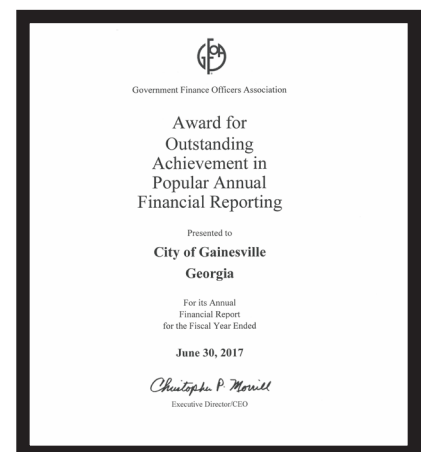 GFOA
Government Finance Officers Association
Award for
Outstanding
Achievement in
Popular Annual
Financial Reporting
Presented to
City of Gainesville
Georgia
For its Annual
Financial Report
for the Fiscal Year Ended
June 30, 2017
Christopher P. Morrill
Executive Director/CEO